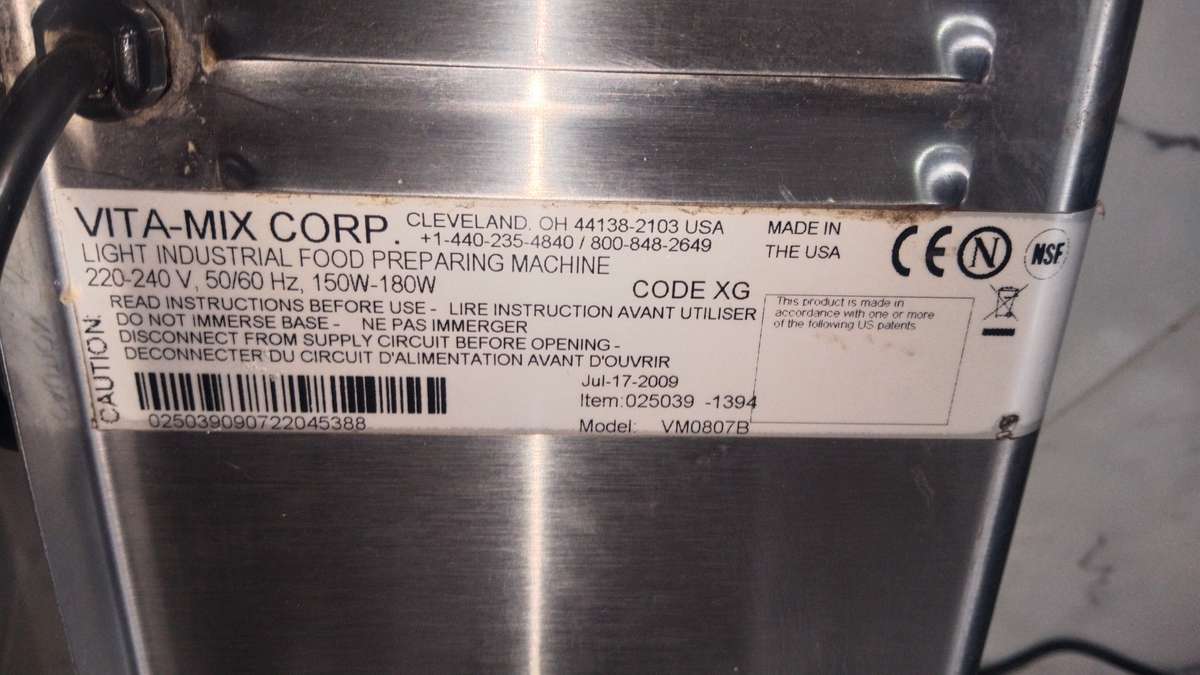 VITA-MIX CORP.
CLEVELAND, OH 44138-2103 USA
+1-440-235-4840 / 800-848-2649
MADE IN
THE USA
CE
N
NSF
LIGHT INDUSTRIAL FOOD PREPARING MACHINE
220-240 V, 50/60 Hz, 150W-180W
CODE XG
CAUTION:
READ INSTRUCTIONS BEFORE USE - LIRE INSTRUCTION AVANT UTILISER
DO NOT IMMERSE BASE - NE PAS IMMERGER
DISCONNECT FROM SUPPLY CIRCUIT BEFORE OPENING -
DECONNECTER DU CIRCUIT D'ALIMENTATION AVANT D'OUVRIR
This product is made in
accordance with one or more
of the following US patents
025039090722045388
Jul-17-2009
Item:025039 -1394
Model: VM0807B